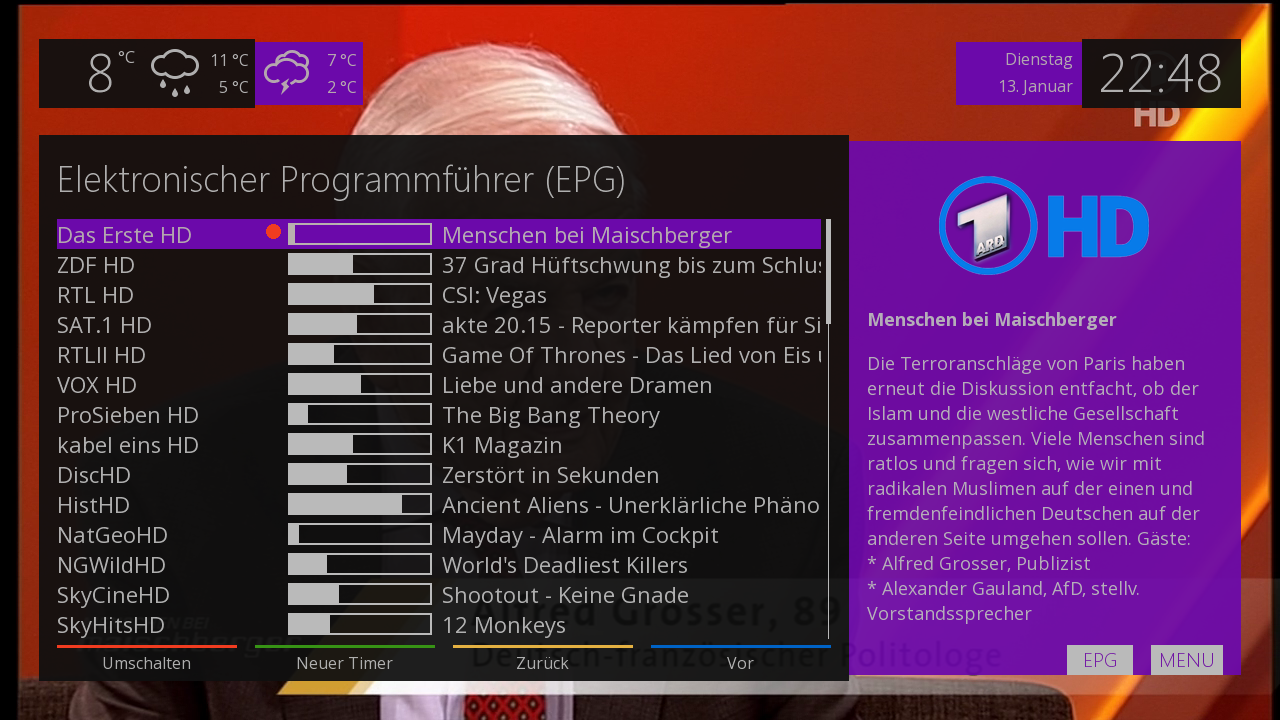 8 °C
11 °C
5 °C
7 °C
2 °C
Dienstag
13. Januar
22:48
HD
Elektronischer Programmführer (EPG)
Das Erste HD Menschen bei Maischberger
ZDF HD 37 Grad Hüftschwung bis zum Schlus
RTL HD CSI: Vegas
SAT.1 HD akte 20.15 - Reporter kämpfen für Si
RTLII HD Game Of Thrones - Das Lied von Eis u
VOX HD Liebe und andere Dramen
ProSieben HD The Big Bang Theory
kabel eins HD K1 Magazin
DiscHD Zerstört in Sekunden
HistHD Ancient Aliens - Unerklärliche Phäno
NatGeoHD Mayday - Alarm im Cockpit
NGWildHD World's Deadliest Killers
SkyCineHD Shootout - Keine Gnade
SkyHitsHD 12 Monkeys
Umschalten Neuer Timer Zurück Vor
1 ARD HD
Menschen bei Maischberger
Die Terroranschläge von Paris haben
erneut die Diskussion entfacht, ob der
Islam und die westliche Gesellschaft
zusammenpassen. Viele Menschen sind
ratlos und fragen sich, wie wir mit
radikalen Muslimen auf der einen und
fremdenfeindlichen Deutschen auf der
anderen Seite umgehen sollen. Gäste:
* Alfred Grosser, Publizist
* Alexander Gauland, AfD, stellv.
Vorstandssprecher
EPG MENU
Alfred Grosser, 89
Deutsch-französischer Politologe
maischberger